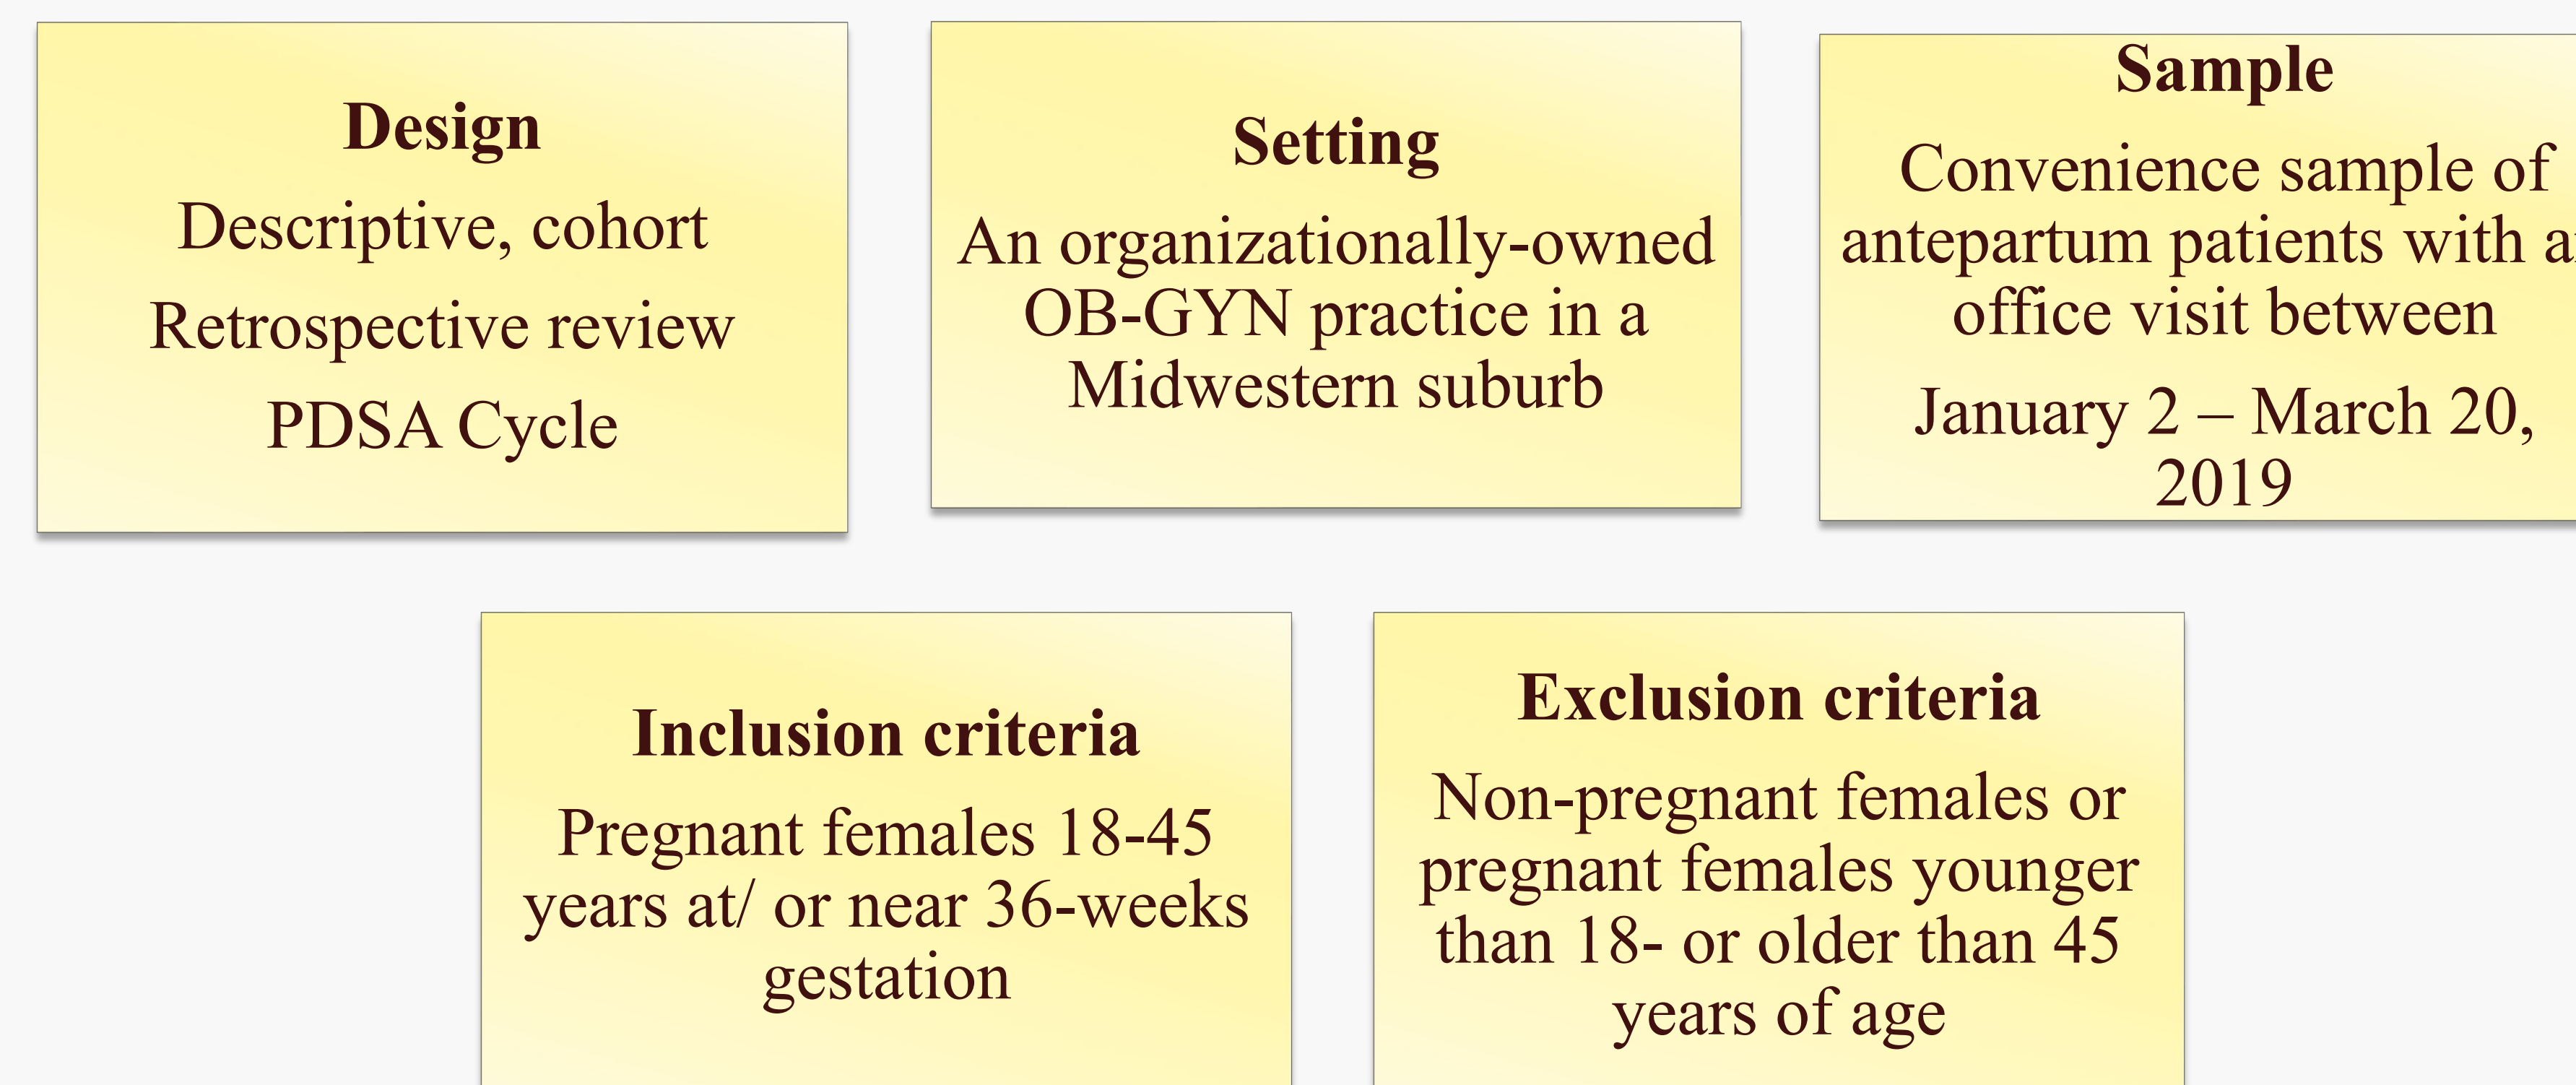 Design
Descriptive, cohort
Retrospective review
PDSA Cycle
Setting
An organizationally-owned
OB-GYN practice in a
Midwestern suburb
Sample
Convenience sample of
antepartum patients with
office visit between
January 2 – March 20,
2019
Inclusion criteria
Pregnant females 18-45
years at/ or near 36-weeks
gestation
Exclusion criteria
Non-pregnant females or
pregnant females younger
than 18- or older than 45
years of age